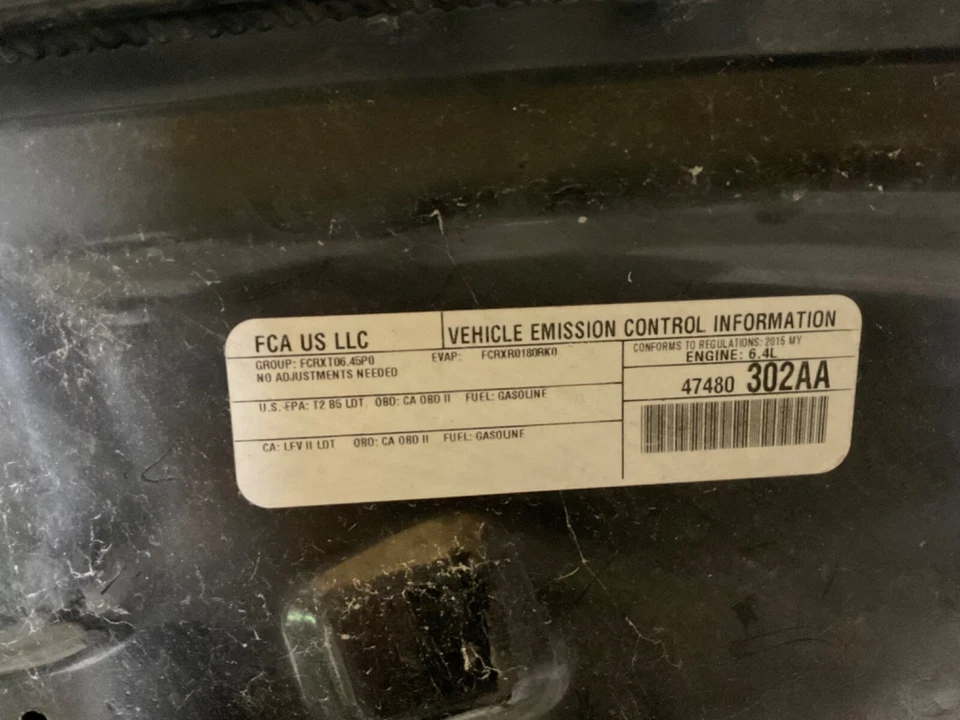 FCA US LLC
VEHICLE EMISSION CONTROL INFORMATION
GROUP: FCRXT06.45P0 EVAP: FCRXR0180RK0
NO ADJUSTMENTS NEEDED
CONFORMS TO REGULATIONS: 2015 MY
ENGINE: 6.4L
47480 302AA
U.S. EPA: T2 B5 LDT OBD: CA OBD II FUEL: GASOLINE
CA: LEV II LDT OBD: CA OBD II FUEL: GASOLINE